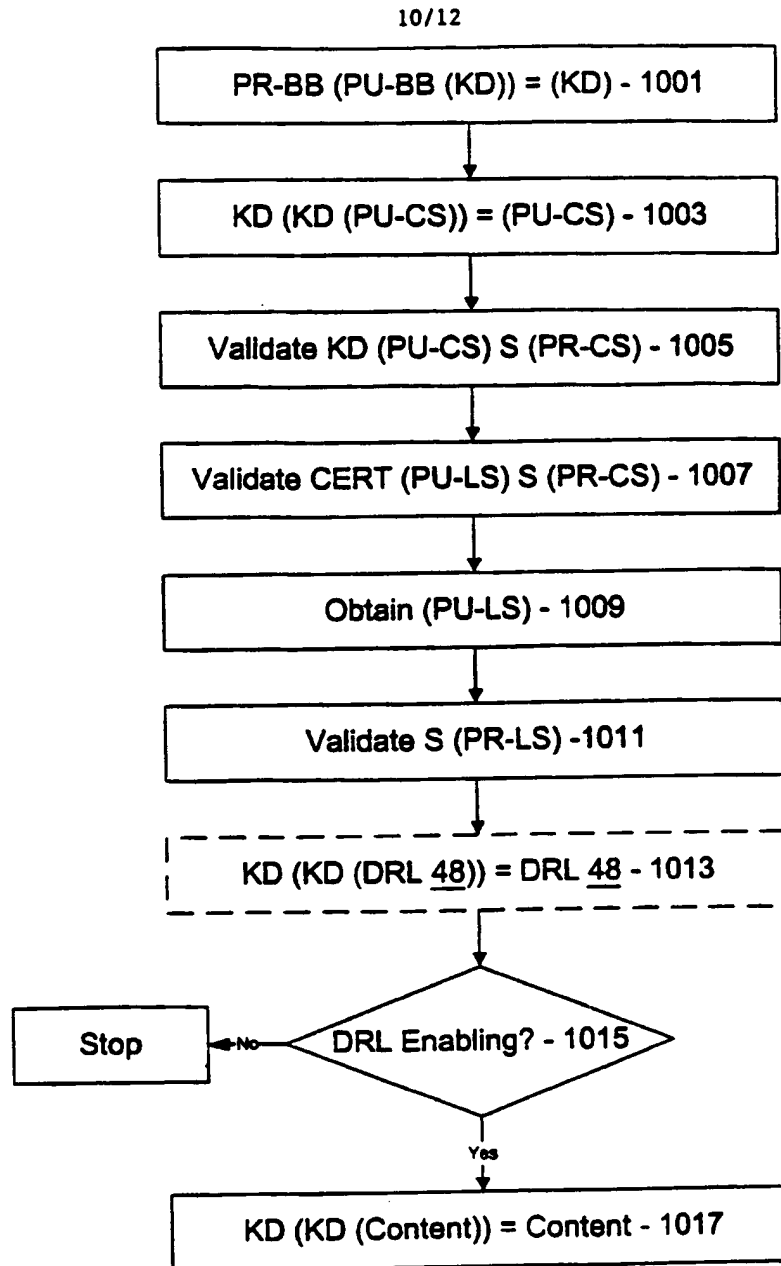 10/12
PR-BB (PU-BB (KD)) = (KD) - 1001
KD (KD (PU-CS)) = (PU-CS) - 1003
Validate KD (PU-CS) S (PR-CS) - 1005
Validate CERT (PU-LS) S (PR-CS) - 1007
Obtain (PU-LS) - 1009
Validate S (PR-LS) -1011
KD (KD (DRL 48)) = DRL 48 - 1013
DRL Enabling? - 1015
No
Stop
Yes
KD (KD (Content)) = Content - 1017